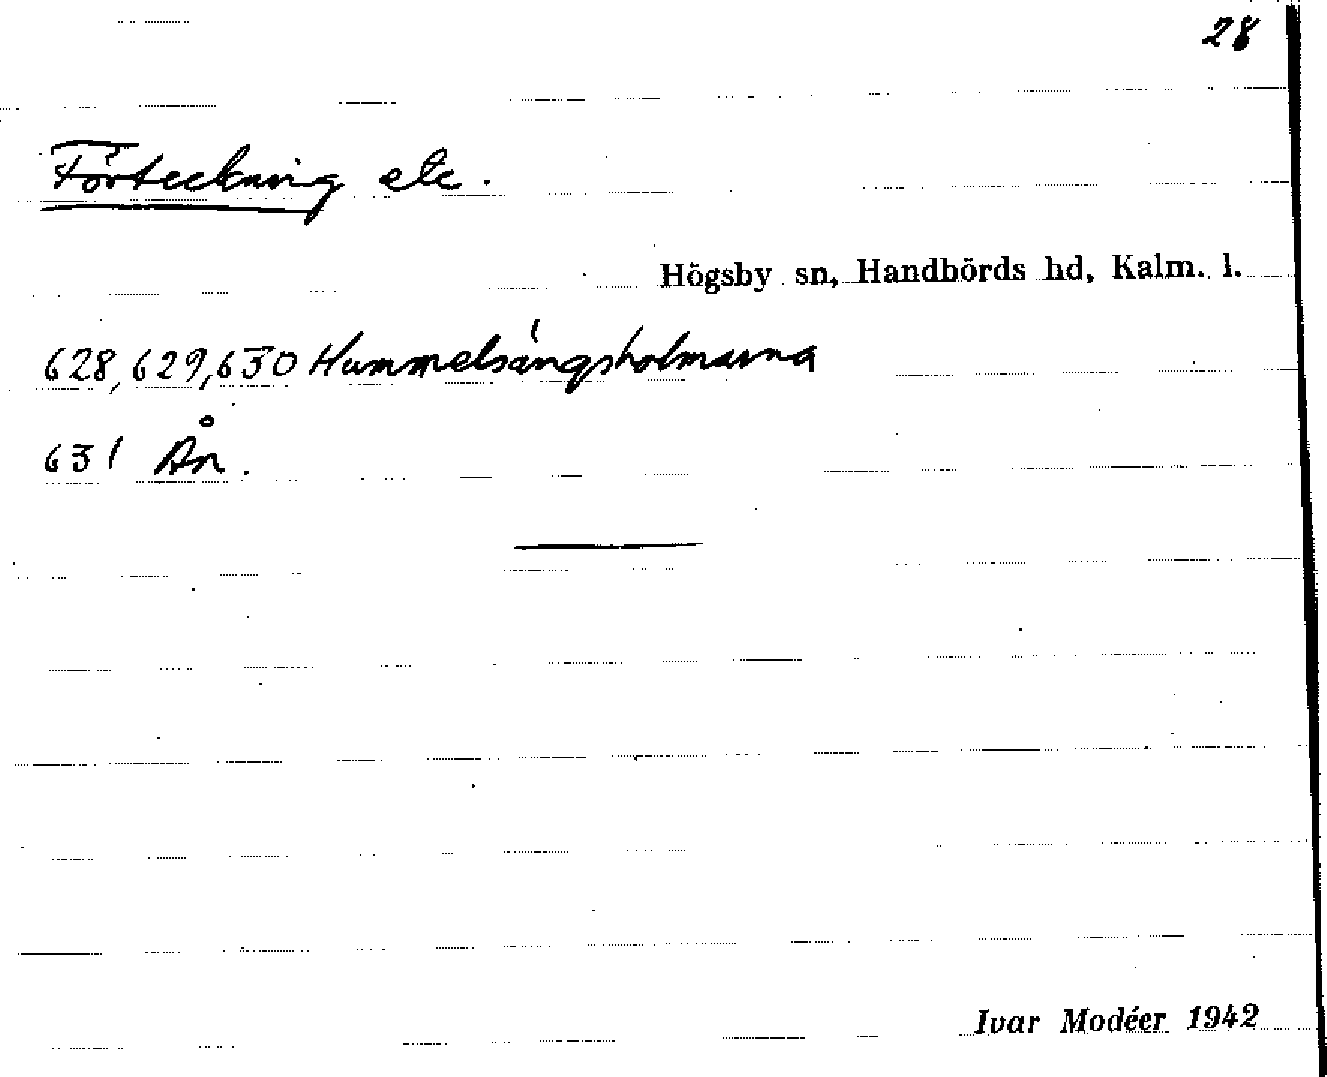 28
Förteckning etc.
Högsby sn, Handbörds hd, Kalm. l.
628, 629, 630 Hummelsängsholmarna
631 Ån.
Ivar Modéer 1942